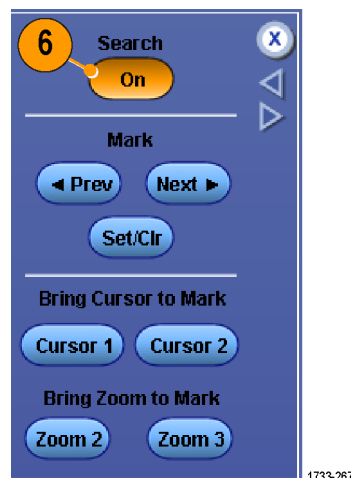 6
Search
X
On
Mark
◄ Prev Next ►
Set/Clr
Bring Cursor to Mark
Cursor 1 Cursor 2
Bring Zoom to Mark
Zoom 2 Zoom 3
1733-267